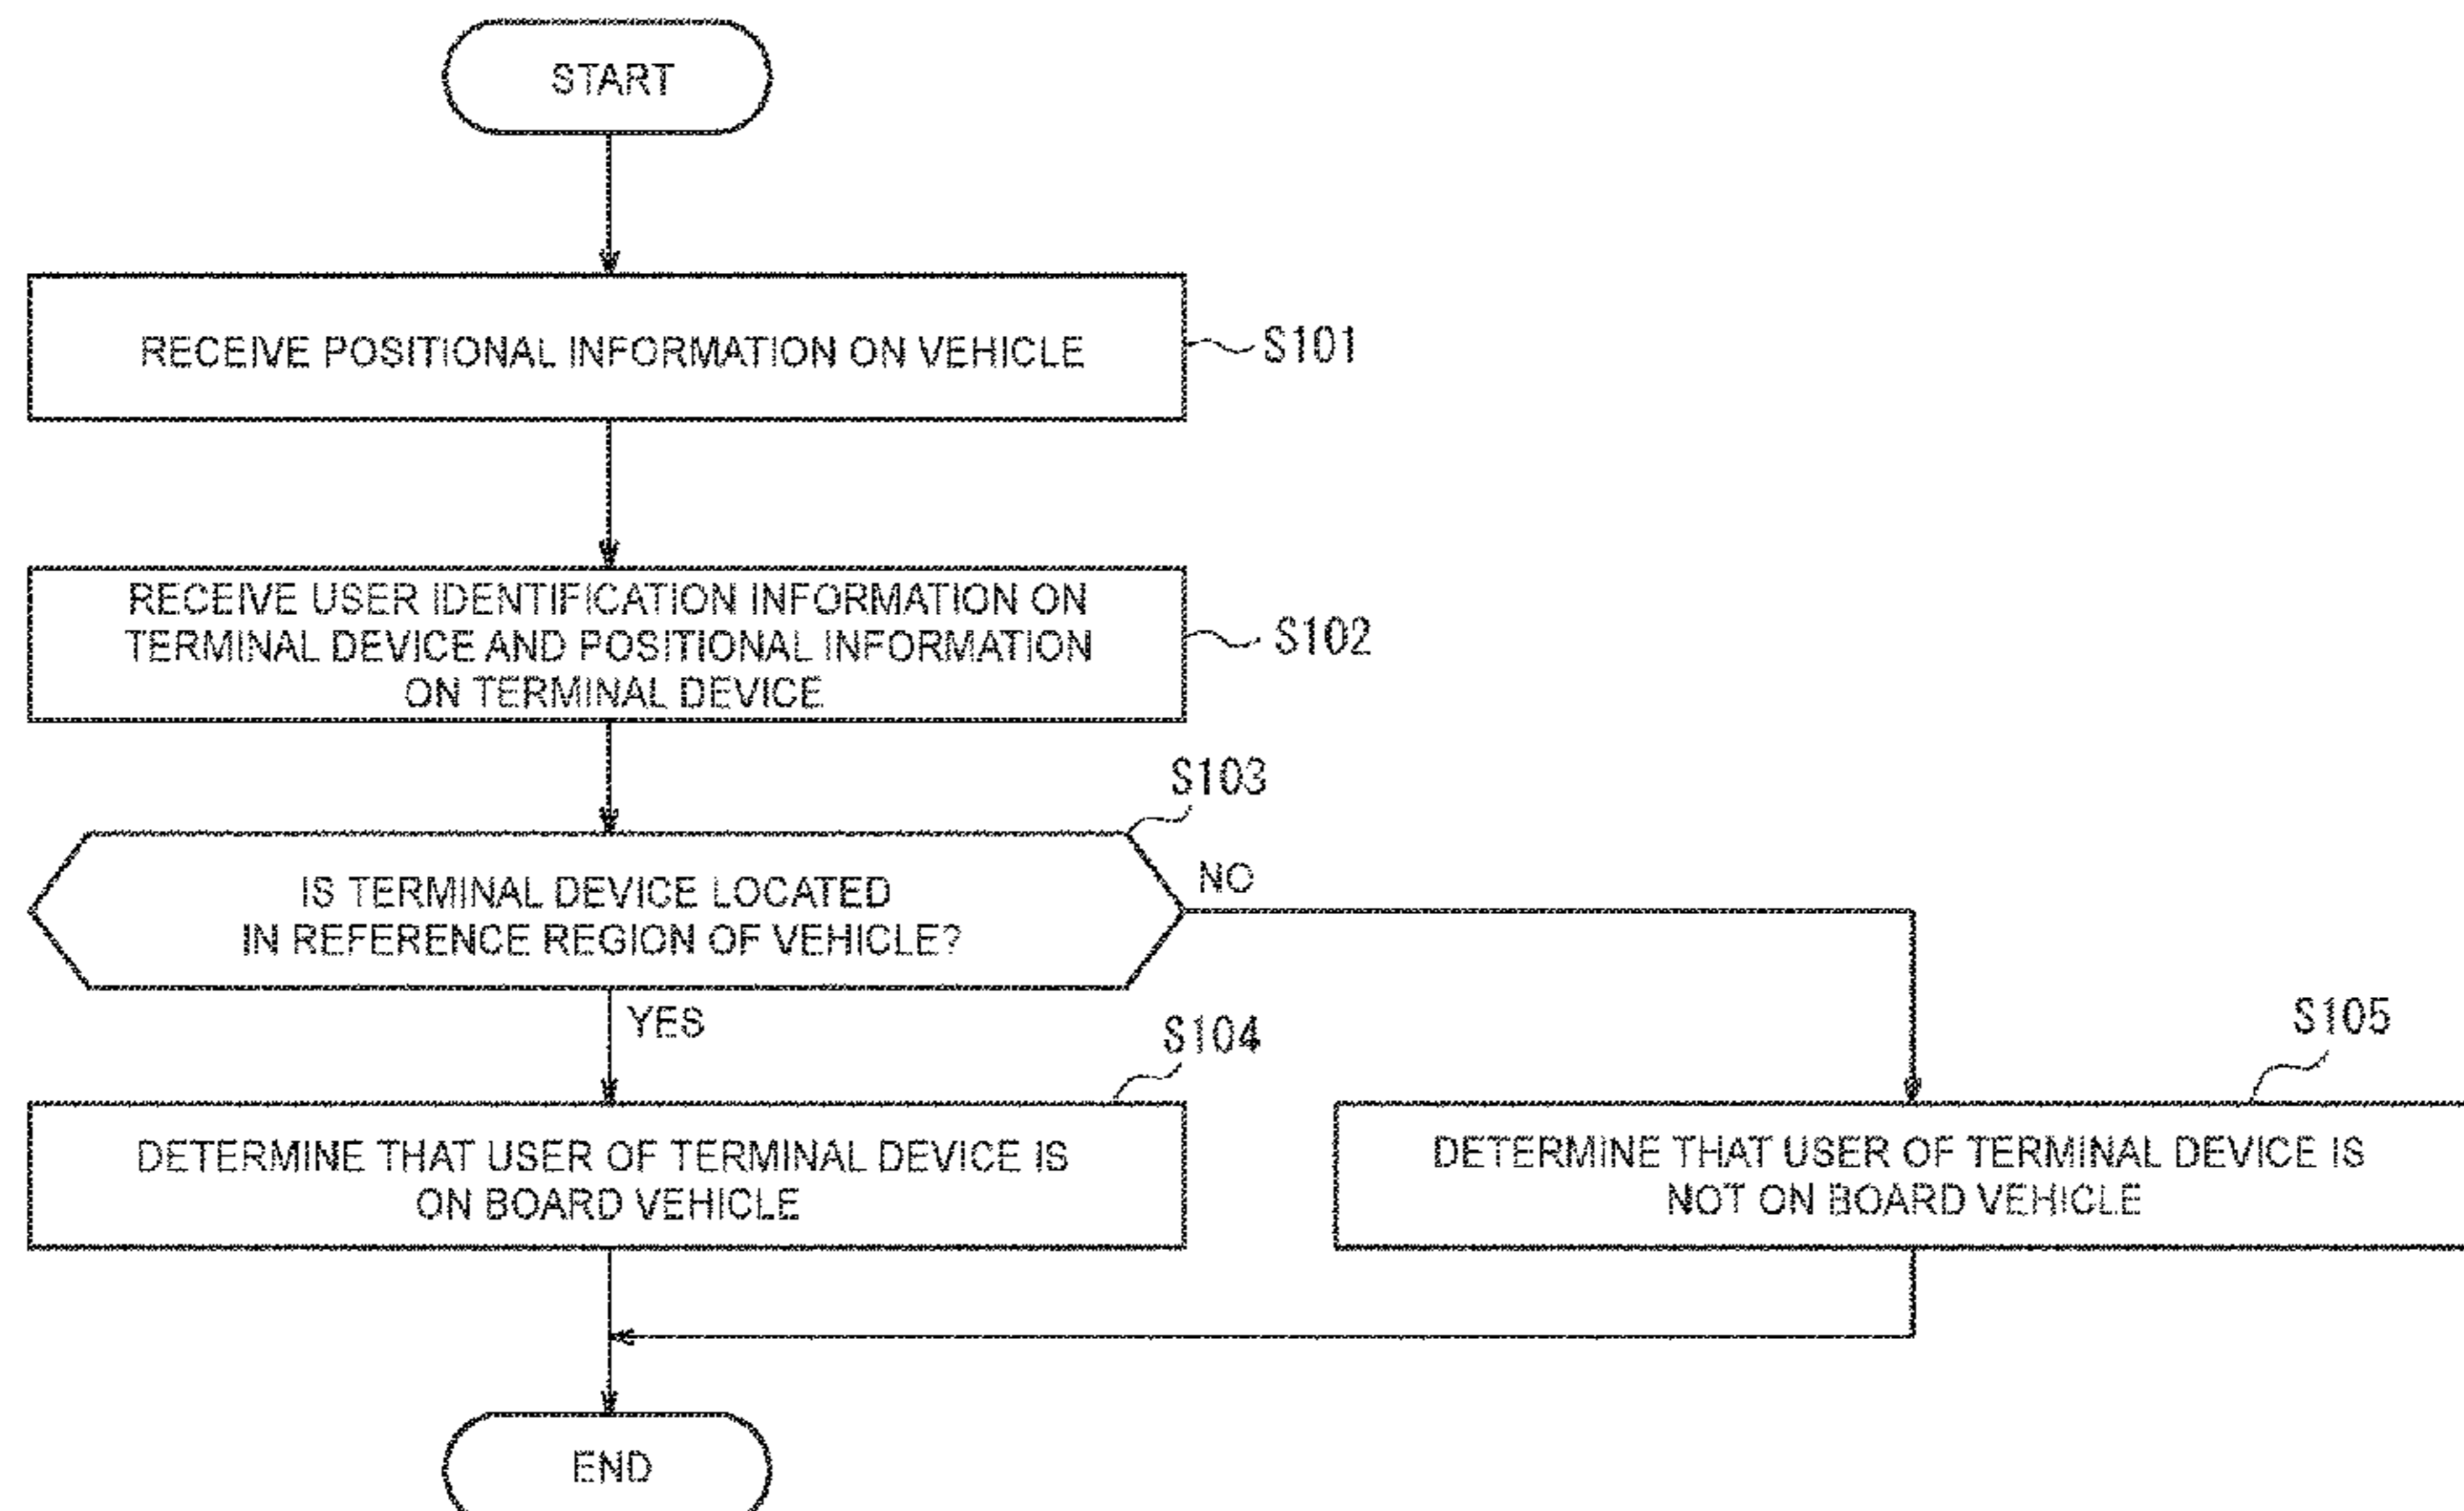 START
RECEIVE POSITIONAL INFORMATION ON VEHICLE
S101
RECEIVE USER IDENTIFICATION INFORMATION ON
TERMINAL DEVICE AND POSITIONAL INFORMATION
ON TERMINAL DEVICE
S102
S103
IS TERMINAL DEVICE LOCATED
IN REFERENCE REGION OF VEHICLE?
NO
YES
S104
DETERMINE THAT USER OF TERMINAL DEVICE IS
ON BOARD VEHICLE
S105
DETERMINE THAT USER OF TERMINAL DEVICE IS
NOT ON BOARD VEHICLE
END